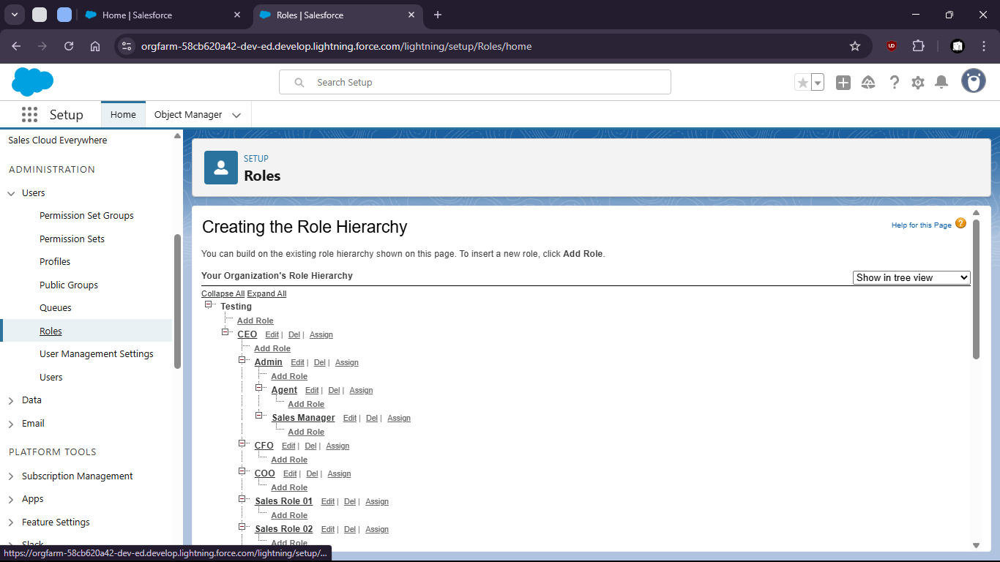 Home | Salesforce
Roles | Salesforce
orgfarm-58cb620a42-dev-ed.develop.lightning.force.com/lightning/setup/Roles/home
Search Setup
Setup
Home
Object Manager
Sales Cloud Everywhere
ADMINISTRATION
Users
Permission Set Groups
Permission Sets
Profiles
Public Groups
Queues
Roles
User Management Settings
Users
Data
Email
PLATFORM TOOLS
Subscription Management
Apps
Feature Settings
Slack
https://orgfarm-58cb620a42-dev-ed.develop.lightning.force.com/lightning/setup/...
SETUP
Roles
Creating the Role Hierarchy
Help for this Page ?
You can build on the existing role hierarchy shown on this page. To insert a new role, click Add Role.
Your Organization's Role Hierarchy
Show in tree view
Collapse All Expand All
Testing
Add Role
CEO Edit | Del | Assign
Add Role
Admin Edit | Del | Assign
Add Role
Agent Edit | Del | Assign
Add Role
Sales Manager Edit | Del | Assign
Add Role
CFO Edit | Del | Assign
Add Role
COO Edit | Del | Assign
Add Role
Sales Role 01 Edit | Del | Assign
Add Role
Sales Role 02 Edit | Del | Assign
Add Role